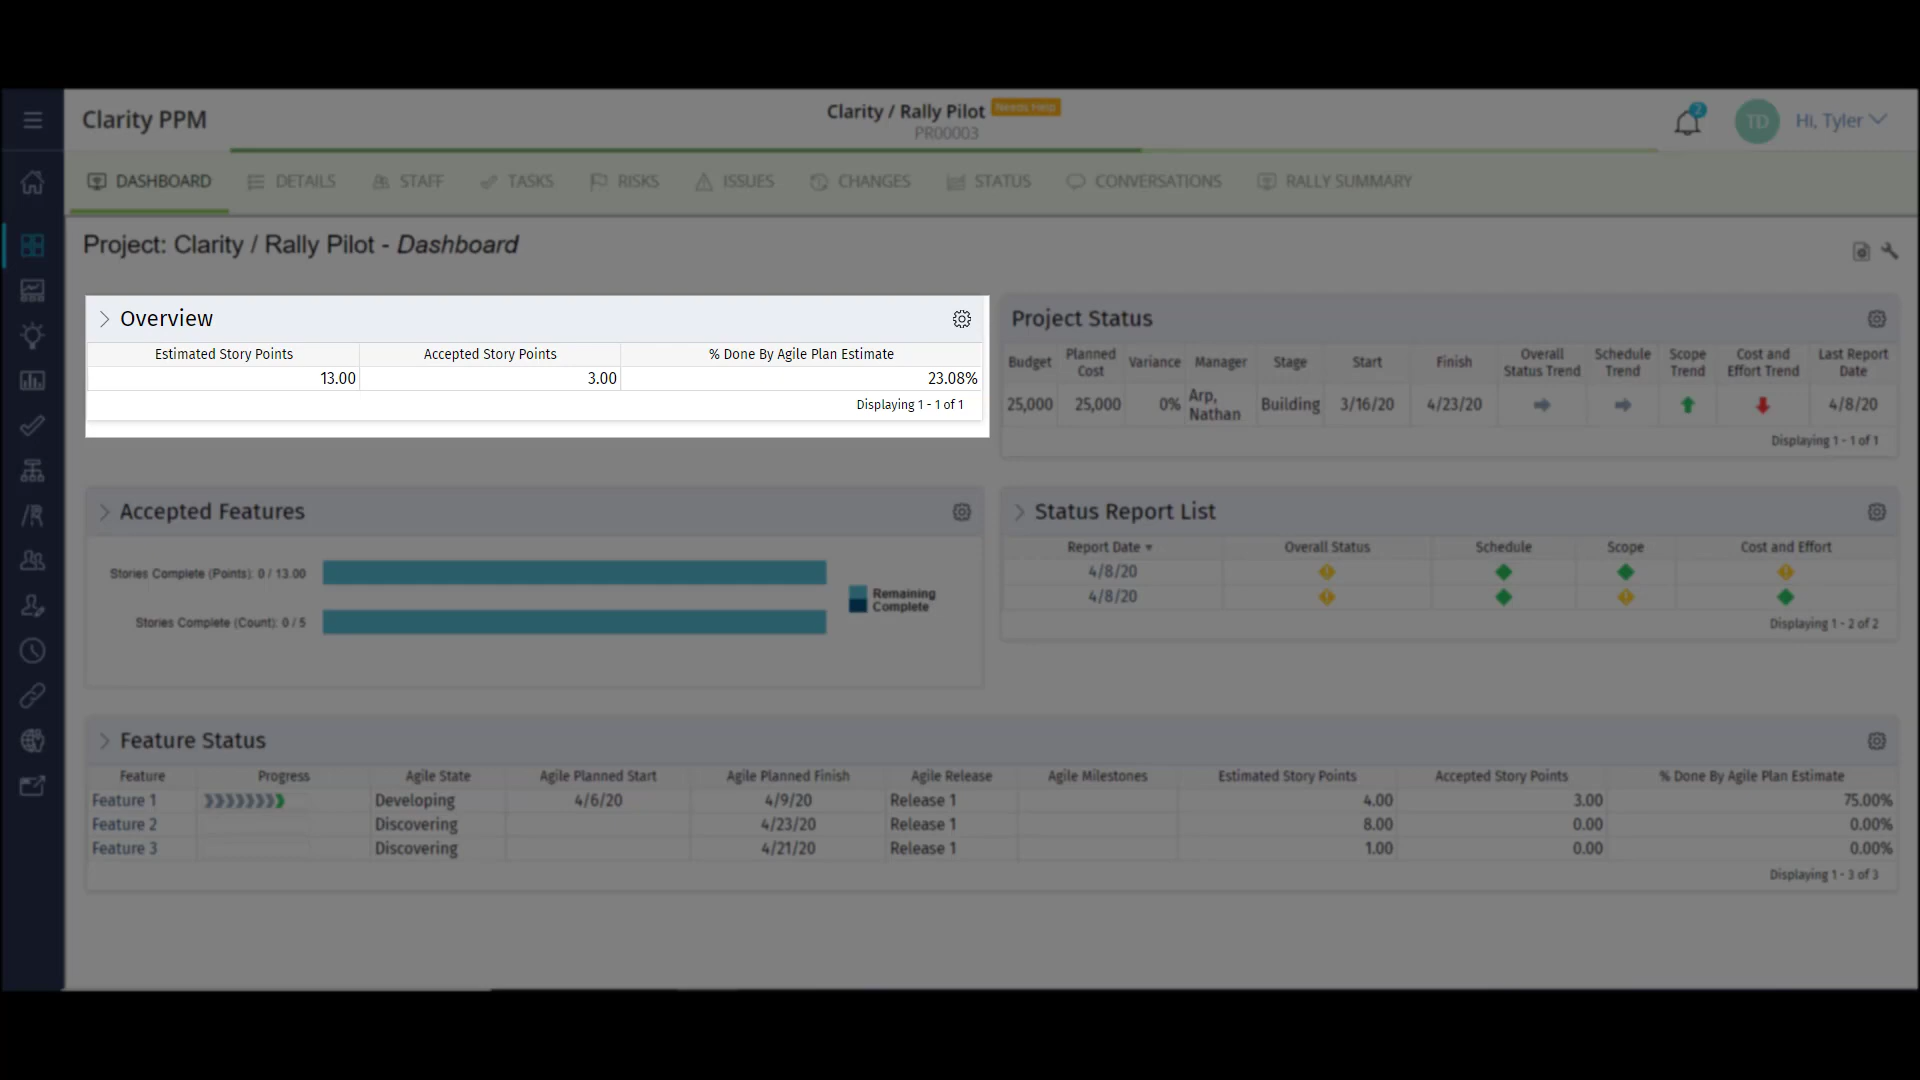 Clarity PPM
Clarity / Rally Pilot Needs Help
PR00003
2
TD Hi, Tyler
DASHBOARD DETAILS STAFF TASKS RISKS ISSUES CHANGES STATUS CONVERSATIONS RALLY SUMMARY
Project: Clarity / Rally Pilot - Dashboard
Overview
Estimated Story Points Accepted Story Points % Done By Agile Plan Estimate
13.00 3.00 23.08%
Displaying 1 - 1 of 1
Project Status
Budget Planned Cost Variance Manager Stage Start Finish Overall Status Trend Schedule Trend Scope Trend Cost and Effort Trend Last Report Date
25,000 25,000 0% Arp, Nathan Building 3/16/20 4/23/20 4/8/20
Displaying 1 - 1 of 1
Accepted Features
Stories Complete (Points): 0 / 13.00
Stories Complete (Count): 0 / 5
Remaining
Complete
Status Report List
Report Date Overall Status Schedule Scope Cost and Effort
4/8/20
4/8/20
Displaying 1 - 2 of 2
Feature Status
Feature Progress Agile State Agile Planned Start Agile Planned Finish Agile Release Agile Milestones Estimated Story Points Accepted Story Points % Done By Agile Plan Estimate
Feature 1 Developing 4/6/20 4/9/20 Release 1 4.00 3.00 75.00%
Feature 2 Discovering 4/23/20 Release 1 8.00 0.00 0.00%
Feature 3 Discovering 4/21/20 Release 1 1.00 0.00 0.00%
Displaying 1 - 3 of 3